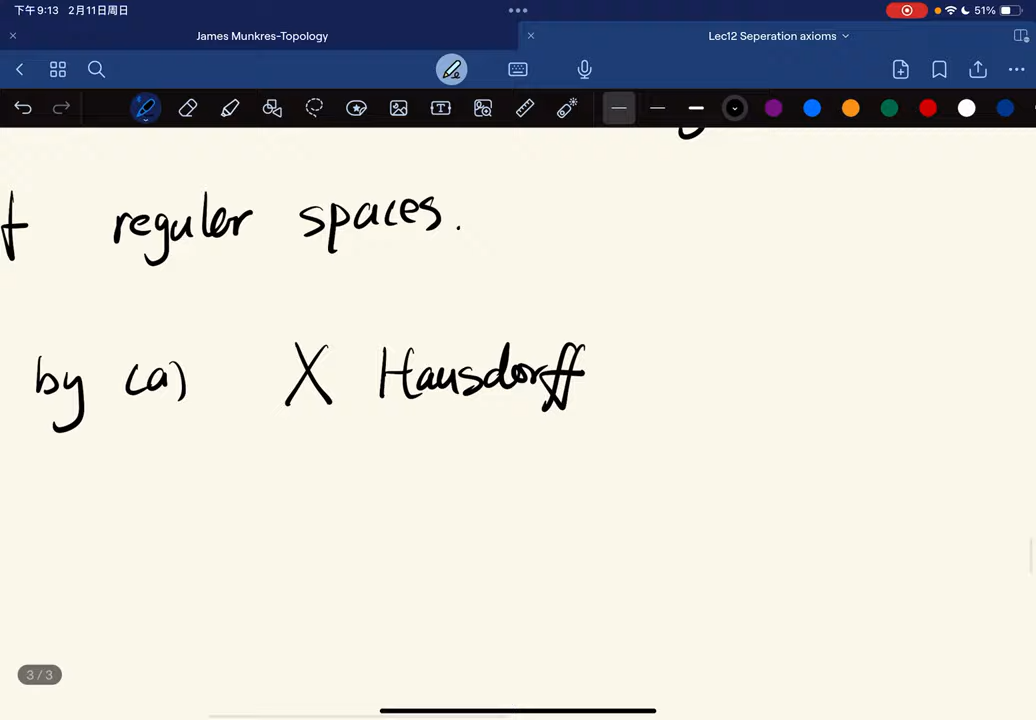 下午9:13 2月11日周日
51%
James Munkres-Topology
Lec12 Seperation axioms
regular spaces.
by (a) X Hausdorff
3 / 3